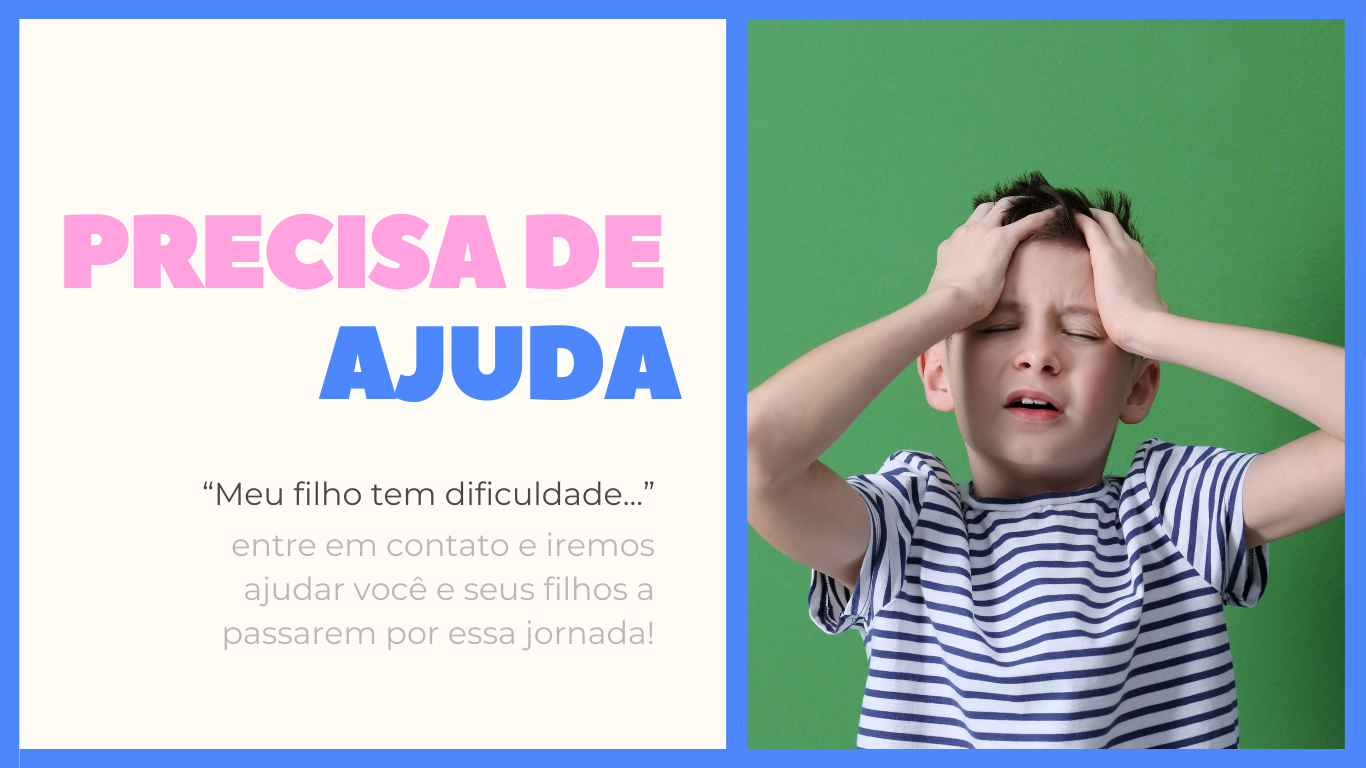 PRECISA DE
AJUDA
“Meu filho tem dificuldade...”
entre em contato e iremos
ajudar você e seus filhos a
passarem por essa jornada!